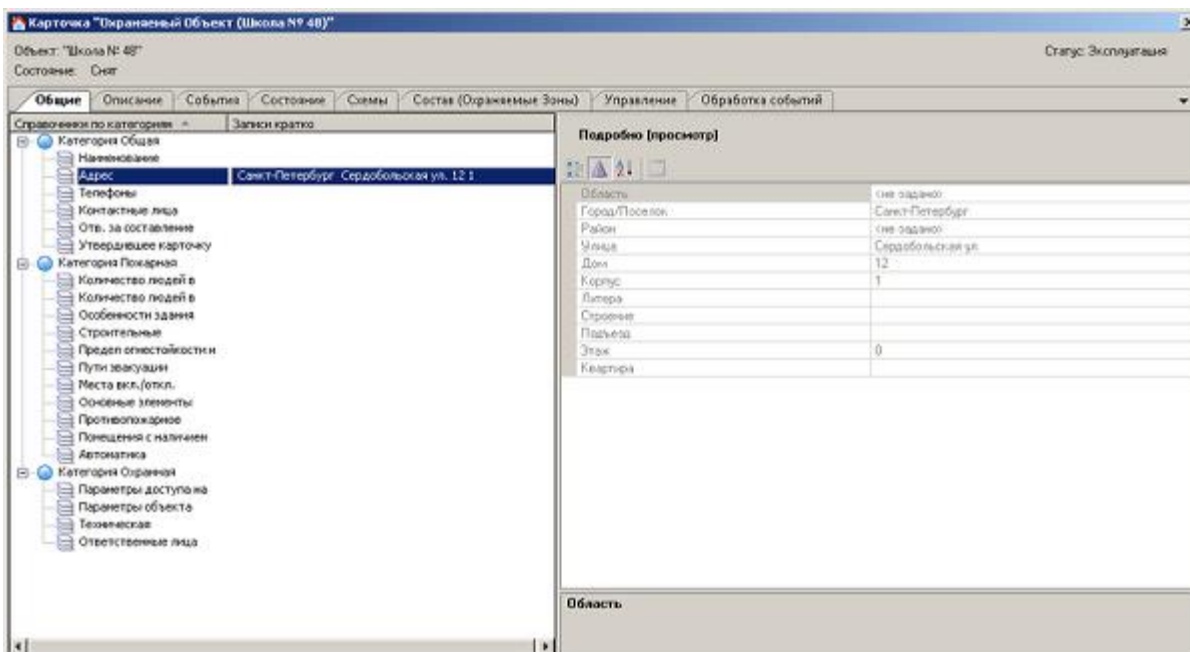 Карточка "Охраняемый Объект (Школа № 48)"
Объект: "Школа № 48"
Статус: Эксплуатация
Состояние: Снят
Общие Описание События Состояние Схемы Состав (Охраняемые Зоны) Управление Обработка событий
Справочники по категориям Записи кратко
Категория Общая
Наименование
Адрес Санкт-Петербург Сердобольская ул. 12 1
Телефоны
Контактные лица
Отв. за составление
Утвердившее карточку
Категория Пожарная
Количество людей в
Количество людей в
Особенности здания
Строительные
Предел огнестойкости и
Пути эвакуации
Места вкл./откл.
Основные элементы
Противопожарное
Помещения с наличием
Автоматика
Категория Охранная
Параметры доступа на
Параметры объекта
Техническая
Ответственные лица
Подробно [просмотр]
Область (не задано)
Город/Поселок Санкт-Петербург
Район (не задано)
Улица Сердобольская ул
Дом 12
Корпус 1
Литера
Строение
Подъезд
Этаж 0
Квартира
Область